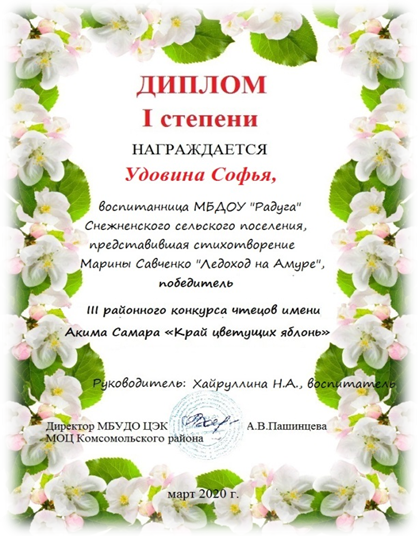 ДИПЛОМ
I степени
НАГРАЖДАЕТСЯ
Удовина Софья,
воспитанница МБДОУ "Радуга"
Снежненского сельского поселения,
представившая стихотворение
Марины Савченко "Ледоход на Амуре",
победитель
III районного конкурса чтецов имени
Акима Самара «Край цветущих яблонь»
Руководитель: Хайруллина Н.А., воспитатель
Директор МБУДО ЦЭК А.В.Пашинцева
МОЦ Комсомольского района
март 2020 г.